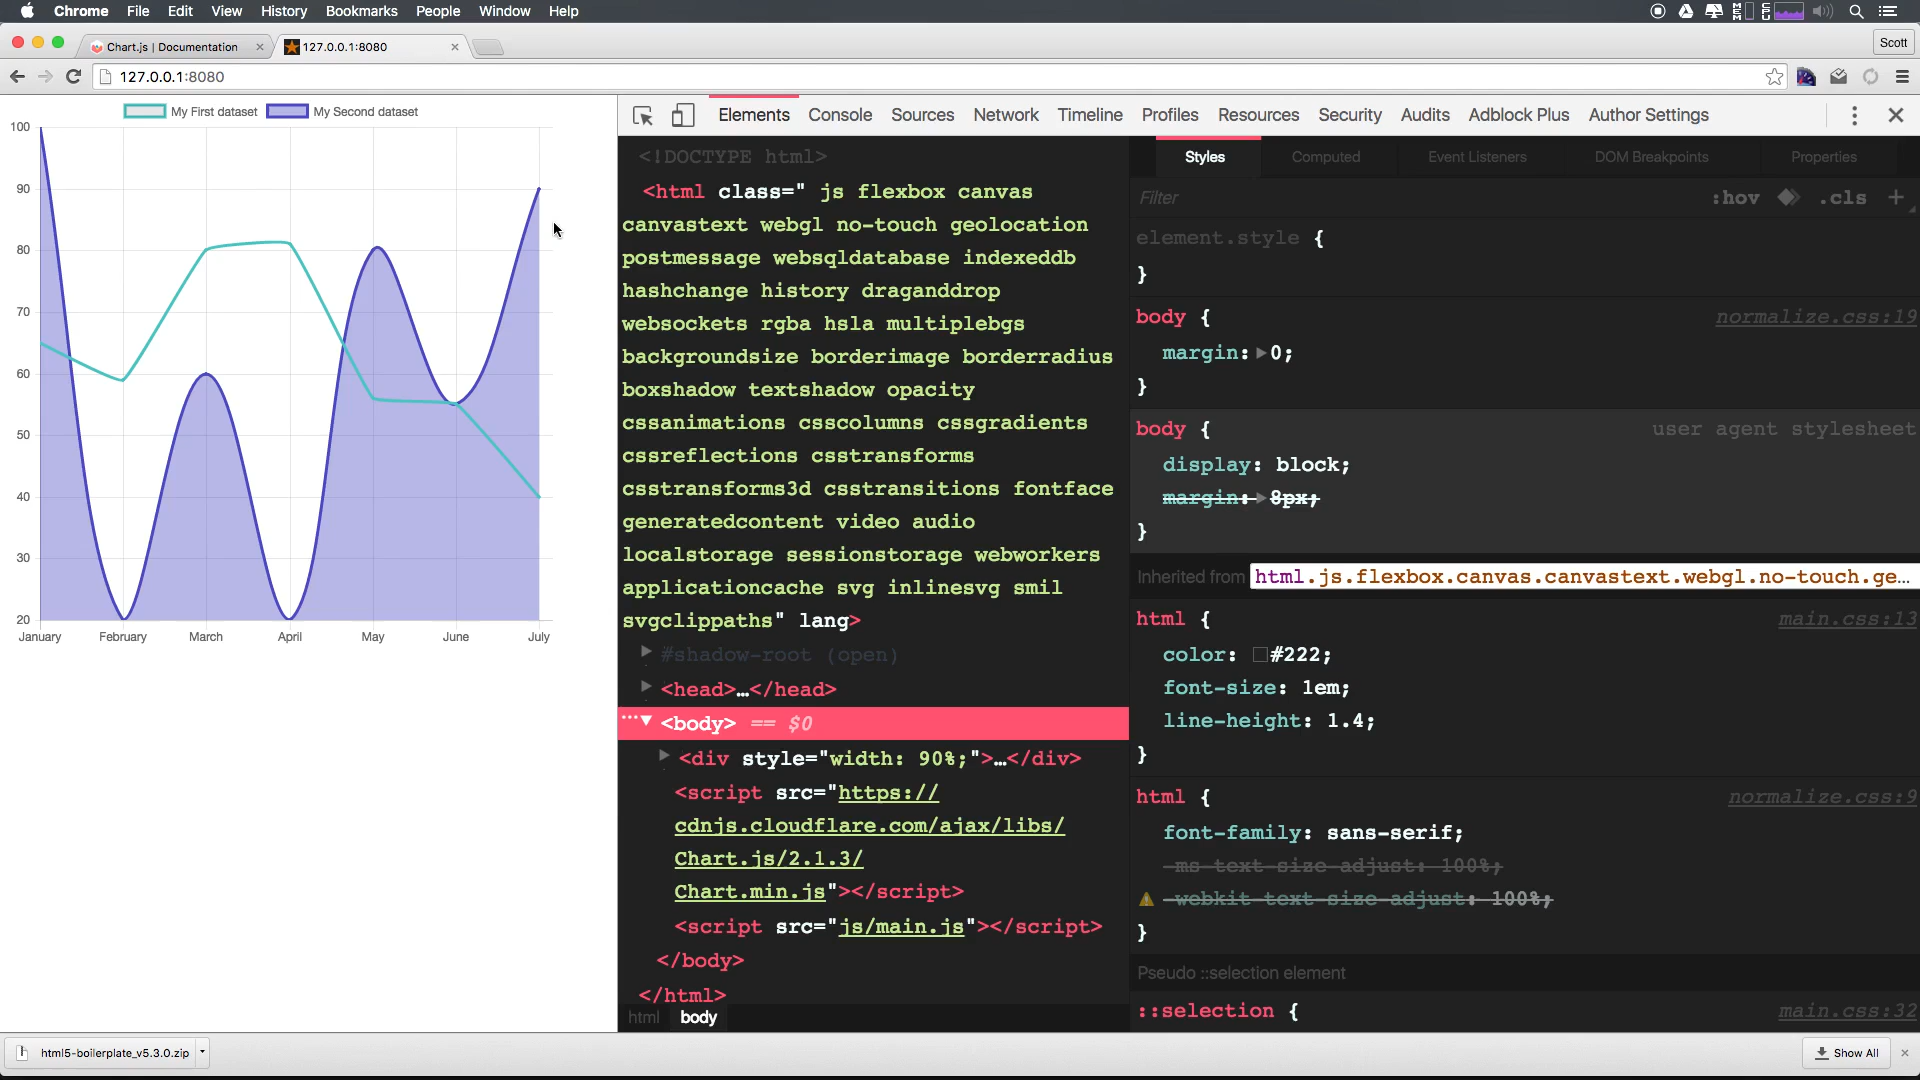 Chrome File Edit View History Bookmarks People Window Help
MEM CPU
Chart.js | Documentation 127.0.0.1:8080 Scott
127.0.0.1:8080
My First dataset My Second dataset
100
90
80
70
60
50
40
30
20
January February March April May June July
Elements Console Sources Network Timeline Profiles Resources Security Audits Adblock Plus Author Settings
<!DOCTYPE html>
<html class=" js flexbox canvas
canvastext webgl no-touch geolocation
postmessage websqldatabase indexeddb
hashchange history draganddrop
websockets rgba hsla multiplebgs
backgroundsize borderimage borderradius
boxshadow textshadow opacity
cssanimations csscolumns cssgradients
cssreflections csstransforms
csstransforms3d csstransitions fontface
generatedcontent video audio
localstorage sessionstorage webworkers
applicationcache svg inlinesvg smil
svgclippaths" lang>
#shadow-root (open)
<head>…</head>
<body> == $0
<div style="width: 90%;">…</div>
<script src="https://
cdnjs.cloudflare.com/ajax/libs/
Chart.js/2.1.3/
Chart.min.js"></script>
<script src="js/main.js"></script>
</body>
</html>
html body
Styles Computed Event Listeners DOM Breakpoints Properties
Filter :hov .cls +
element.style {
}
body { normalize.css:19
margin: 0;
}
body { user agent stylesheet
display: block;
margin: 8px;
}
Inherited from html.js.flexbox.canvas.canvastext.webgl.no-touch.ge…
html { main.css:13
color: #222;
font-size: 1em;
line-height: 1.4;
}
html { normalize.css:9
font-family: sans-serif;
-ms-text-size-adjust: 100%;
-webkit-text-size-adjust: 100%;
}
Pseudo ::selection element
::selection { main.css:32
html5-boilerplate_v5.3.0.zip Show All